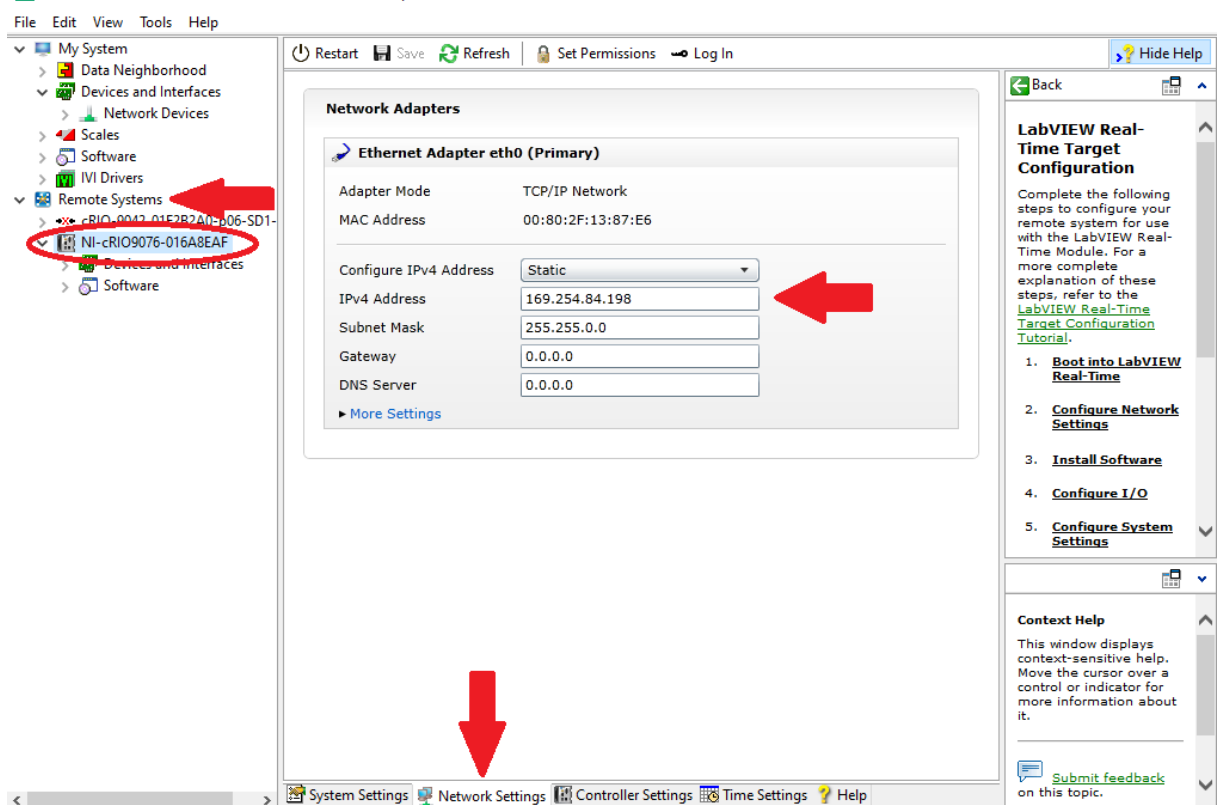 File Edit View Tools Help
My System
Data Neighborhood
Devices and Interfaces
Network Devices
Scales
Software
IVI Drivers
Remote Systems
cRIO-9042-01F2B2A0-p06-SD1-
NI-cRIO9076-016A8EAF
Devices and Interfaces
Software
Restart Save Refresh Set Permissions Log In
Hide Help
Network Adapters
Ethernet Adapter eth0 (Primary)
Adapter Mode TCP/IP Network
MAC Address 00:80:2F:13:87:E6
Configure IPv4 Address Static
IPv4 Address 169.254.84.198
Subnet Mask 255.255.0.0
Gateway 0.0.0.0
DNS Server 0.0.0.0
More Settings
System Settings Network Settings Controller Settings Time Settings Help
Back
LabVIEW Real-
Time Target
Configuration
Complete the following
steps to configure your
remote system for use
with the LabVIEW Real-
Time Module. For a
more complete
explanation of these
steps, refer to the
LabVIEW Real-Time
Target Configuration
Tutorial.
1. Boot into LabVIEW
Real-Time
2. Configure Network
Settings
3. Install Software
4. Configure I/O
5. Configure System
Settings
Context Help
This window displays
context-sensitive help.
Move the cursor over a
control or indicator for
more information about
it.
Submit feedback
on this topic.